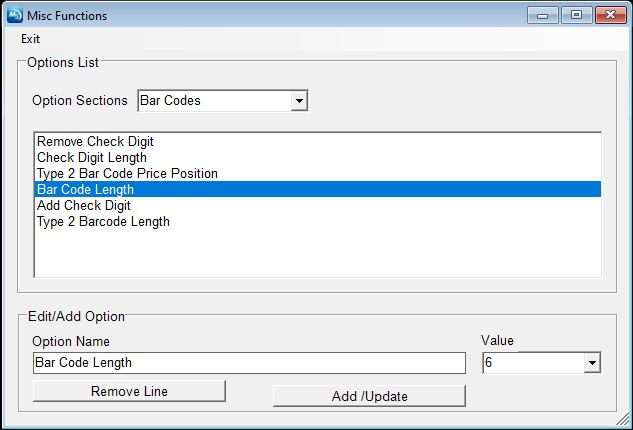 Misc Functions
Exit
Options List
Option Sections Bar Codes
Remove Check Digit
Check Digit Length
Type 2 Bar Code Price Position
Bar Code Length
Add Check Digit
Type 2 Barcode Length
Edit/Add Option
Option Name Value
Bar Code Length 6
Remove Line Add /Update